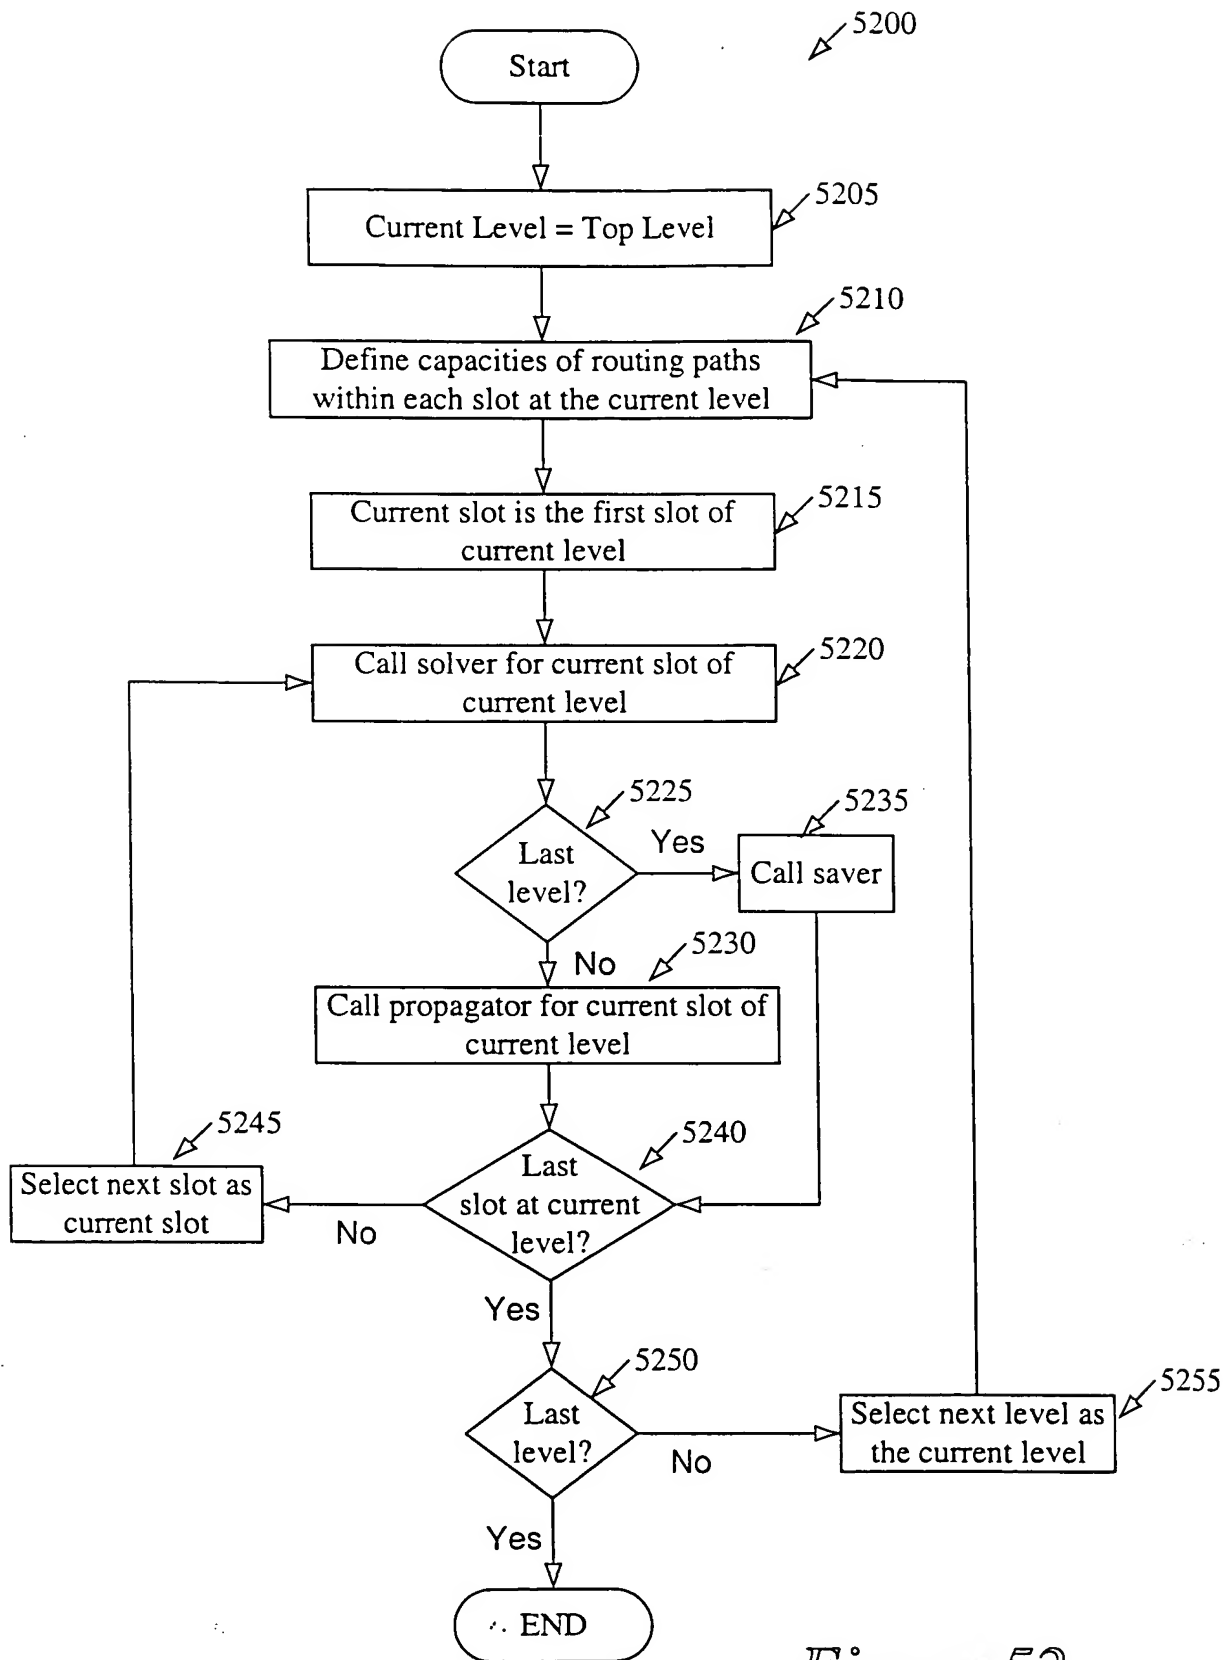 5200
Start
5205
Current Level = Top Level
5210
Define capacities of routing paths
within each slot at the current level
5215
Current slot is the first slot of
current level
5220
Call solver for current slot of
current level
5225
5235
Last
level?
Yes
Call saver
5230
No
Call propagator for current slot of
current level
5245
5240
Select next slot as
current slot
Last
slot at current
level?
No
Yes
5250
5255
Last
level?
No
Select next level as
the current level
Yes
END